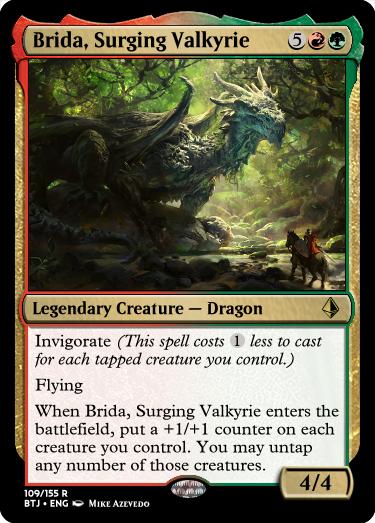 Brida, Surging Valkyrie 5
Legendary Creature — Dragon
Invigorate (This spell costs 1 less to cast
for each tapped creature you control.)
Flying
When Brida, Surging Valkyrie enters the
battlefield, put a +1/+1 counter on each
creature you control. You may untap
any number of those creatures.
4/4
109/155 R
BTJ • ENG Mike Azevedo